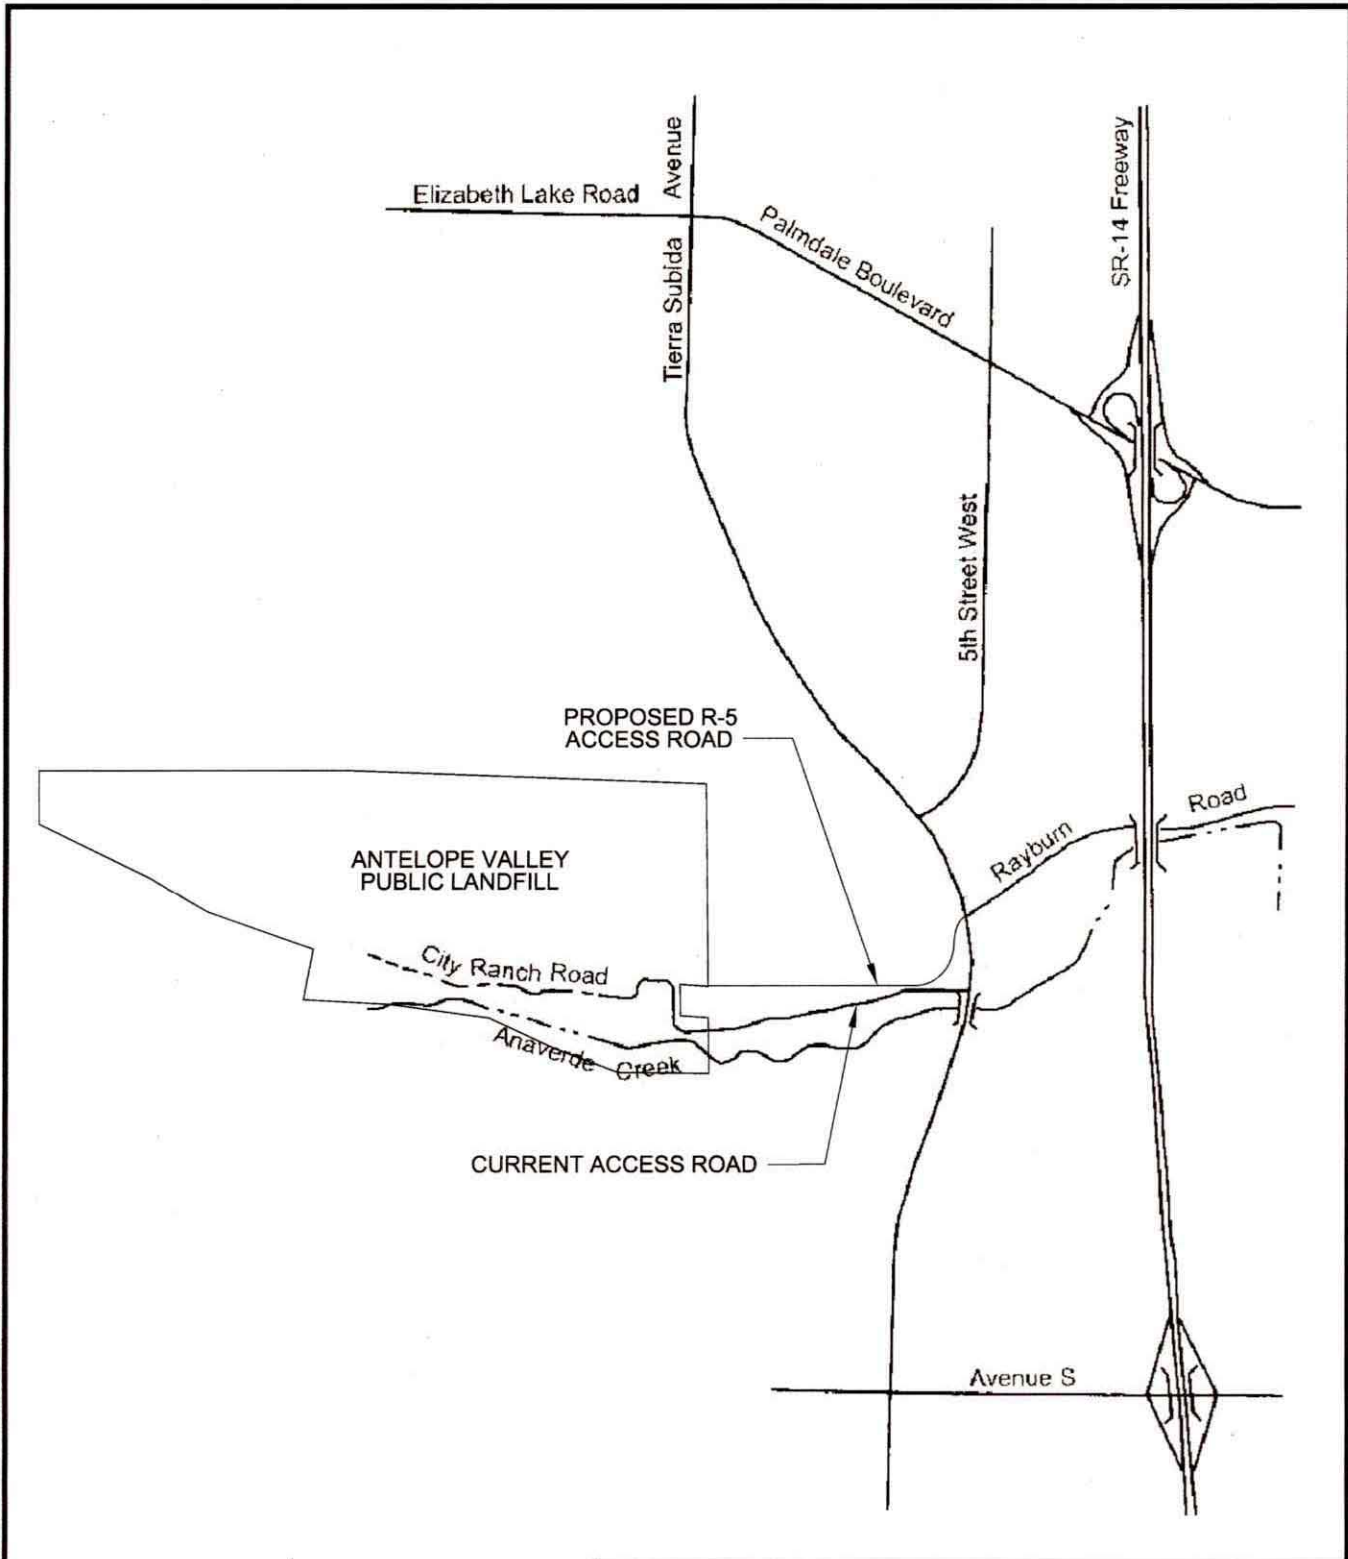 Elizabeth Lake Road
Tierra Subida Avenue
Palmdale Boulevard
SR-14 Freeway
5th Street West
PROPOSED R-5
ACCESS ROAD
Rayburn Road
ANTELOPE VALLEY
PUBLIC LANDFILL
City Ranch Road
Anaverde Creek
CURRENT ACCESS ROAD
Avenue S